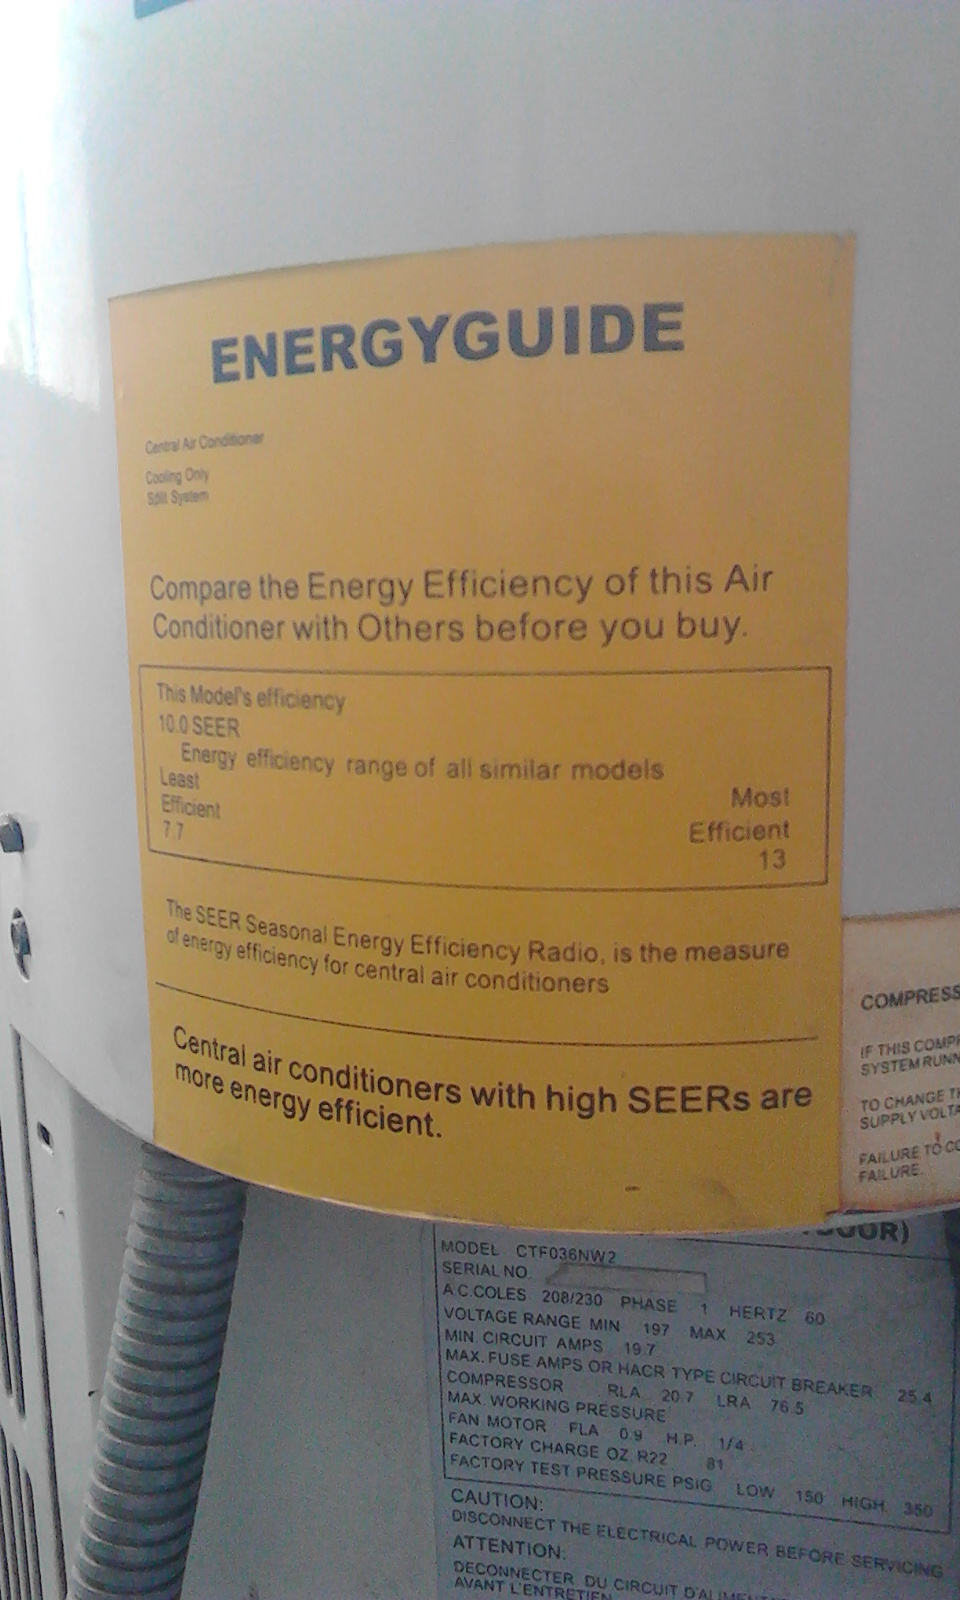 ENERGYGUIDE
Central Air Conditioner
Cooling Only
Split System
Compare the Energy Efficiency of this Air
Conditioner with Others before you buy.
This Model's efficiency
10.0 SEER
Energy efficiency range of all similar models
Least
Efficient
7.7
Most
Efficient
13
The SEER Seasonal Energy Efficiency Radio, is the measure
of energy efficiency for central air conditioners
Central air conditioners with high SEERs are
more energy efficient.
COMPRESS
IF THIS COMP
SYSTEM RUNN
TO CHANGE TH
SUPPLY VOLTA
FAILURE TO CO
FAILURE.
MODEL CTF036NW2
SERIAL NO.
A.C.COLES 208/230 PHASE 1 HERTZ 60
VOLTAGE RANGE MIN 197 MAX 253
MIN. CIRCUIT AMPS 19.7
MAX. FUSE AMPS OR HACR TYPE CIRCUIT BREAKER 25.4
COMPRESSOR RLA 20.7 LRA 76.5
MAX. WORKING PRESSURE
FAN MOTOR FLA 0.9 H.P. 1/4
FACTORY CHARGE OZ R22 81
FACTORY TEST PRESSURE PSIG LOW 150 HIGH 350
CAUTION:
DISCONNECT THE ELECTRICAL POWER BEFORE SERVICING
ATTENTION:
DECONNECTER DU CIRCUIT D'ALIMENT
AVANT L'ENTRETIEN